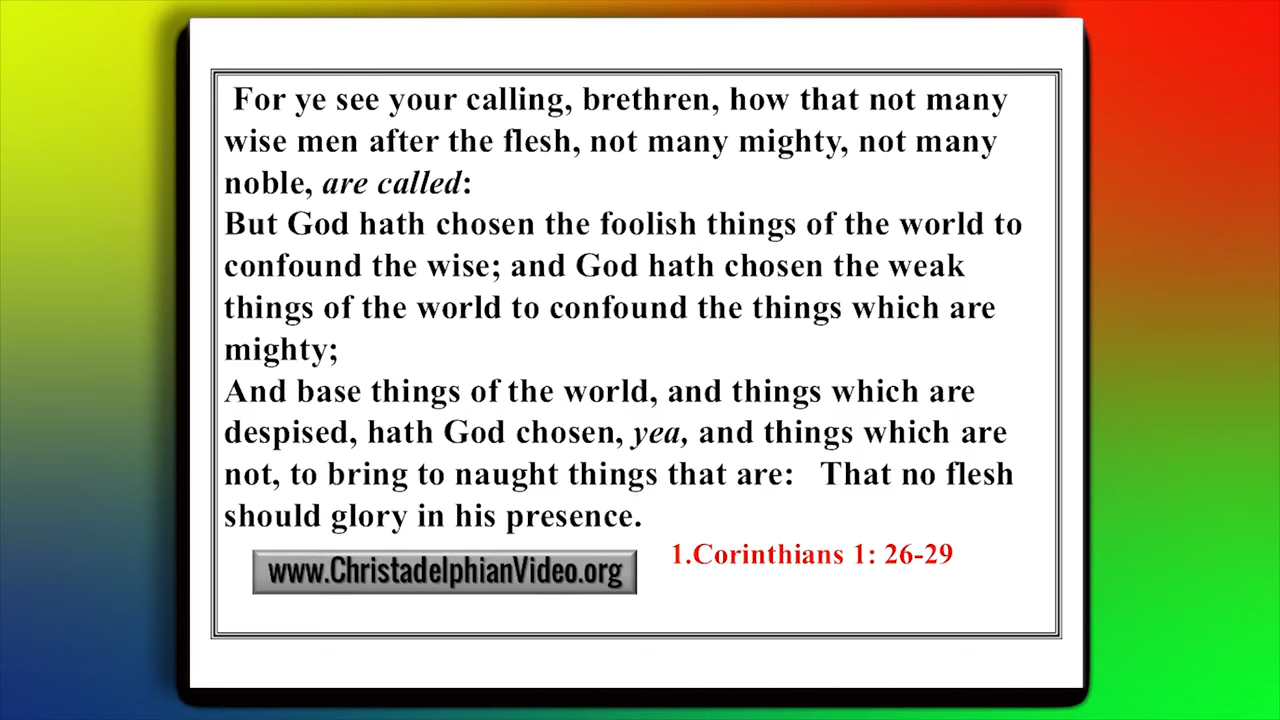 For ye see your calling, brethren, how that not many
wise men after the flesh, not many mighty, not many
noble, are called:
But God hath chosen the foolish things of the world to
confound the wise; and God hath chosen the weak
things of the world to confound the things which are
mighty;
And base things of the world, and things which are
despised, hath God chosen, yea, and things which are
not, to bring to naught things that are:   That no flesh
should glory in his presence.
1.Corinthians 1: 26-29
www.ChristadelphianVideo.org